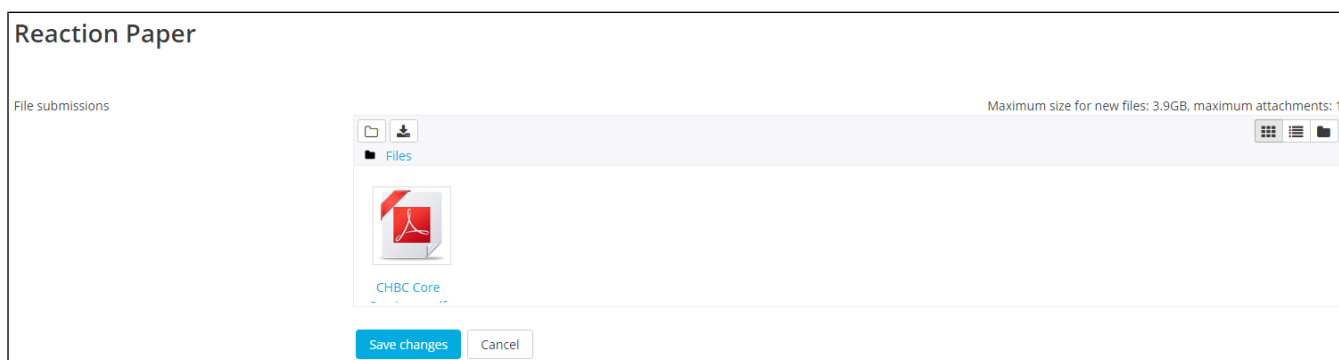 Reaction Paper
File submissions
Maximum size for new files: 3.9GB, maximum attachments: 1
Files
CHBC Core
Save changes
Cancel